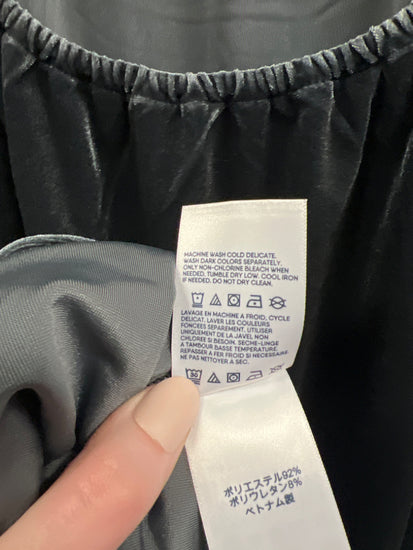 MACHINE WASH COLD DELICATE.
WASH DARK COLORS SEPARATELY.
ONLY NON-CHLORINE BLEACH WHEN
NEEDED, TUMBLE DRY LOW. COOL IRON
IF NEEDED. DO NOT DRY CLEAN.
LAVAGE EN MACHINE A FROID, CYCLE
DELICAT. LAVER LES COULEURS
FONCEES SEPAREMENT. UTILISER
UNIQUEMENT DE LA JAVEL NON
CHLOREE SI BESOIN. SECHE-LINGE
A TAMBOUR BASSE TEMPERATURE.
REPASSER A FER FROID SI NECESSAIRE.
NE PAS NETTOYER A SEC.
30
ポリエステル92%
ポリウレタン8%
ベトナム製